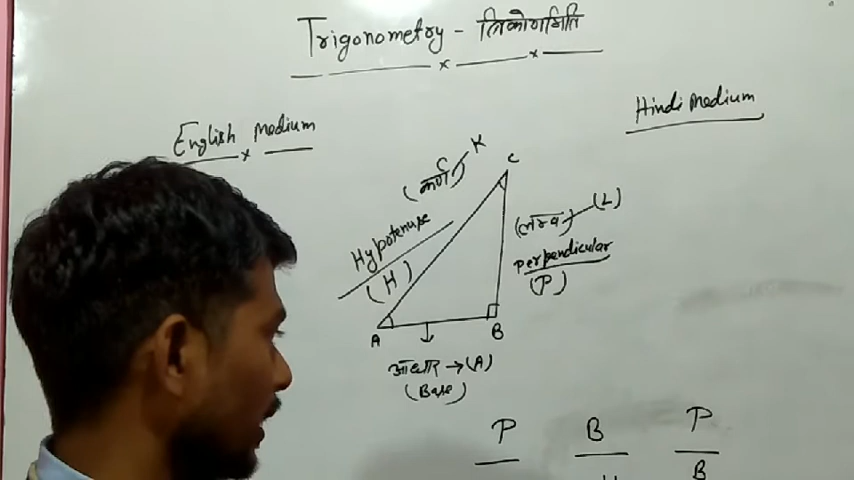 Trigonometry - त्रिकोणमिति
English Medium
Hindi Medium
(कर्ण) K
C
Hypotenuse
(H)
(लम्ब) (L)
Perpendicular
(P)
A
B
आधार → (A)
(Base)
P B P
H B